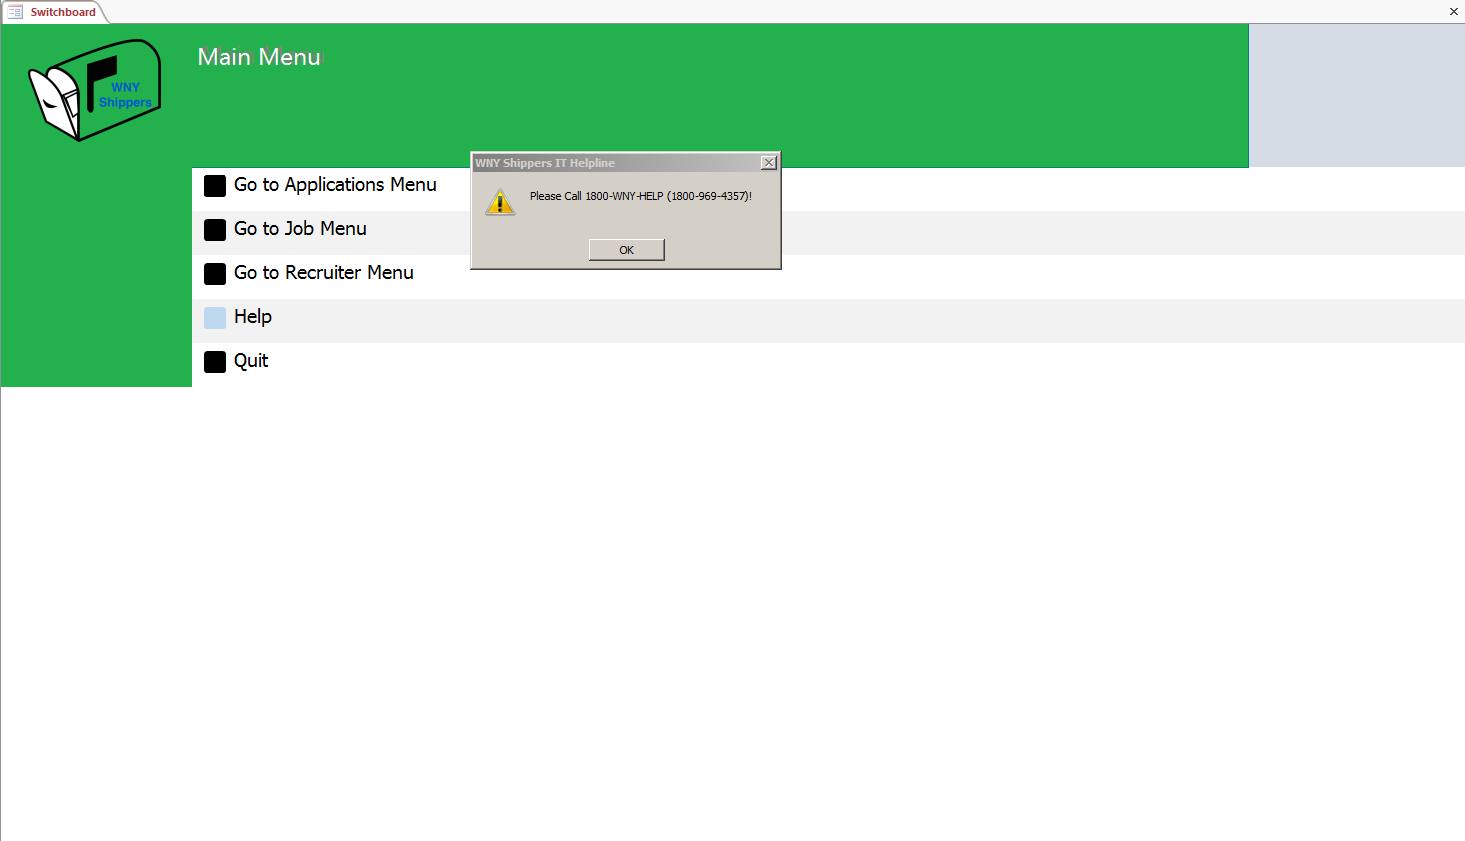 Switchboard
WNY
Shippers
Main Menu
WNY Shippers IT Helpline
Please Call 1800-WNY-HELP (1800-969-4357)!
OK
Go to Applications Menu
Go to Job Menu
Go to Recruiter Menu
Help
Quit